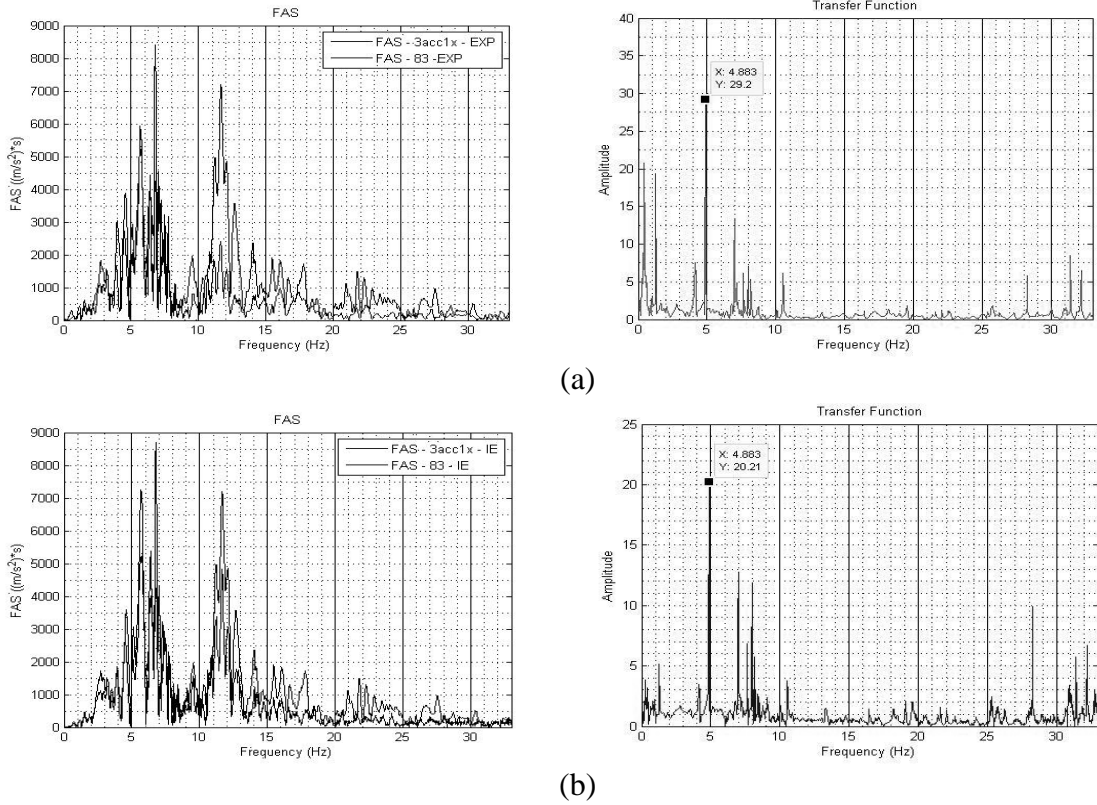 FAS
FAS - 3acc1x - EXP
FAS - 83 -EXP
9000
8000
7000
6000
5000
4000
3000
2000
1000
0
FAS ((m/s²)*s)
0 5 10 15 20 25 30
Frequency (Hz)
Transfer Function
X: 4.883
Y: 29.2
40
35
30
25
20
15
10
5
0
Amplitude
0 5 10 15 20 25 30
Frequency (Hz)
(a)
FAS
FAS - 3acc1x - IE
FAS - 83 - IE
9000
8000
7000
6000
5000
4000
3000
2000
1000
0
FAS ((m/s²)*s)
0 5 10 15 20 25 30
Frequency (Hz)
Transfer Function
X: 4.883
Y: 20.21
25
20
15
10
5
0
Amplitude
0 5 10 15 20 25 30
Frequency (Hz)
(b)